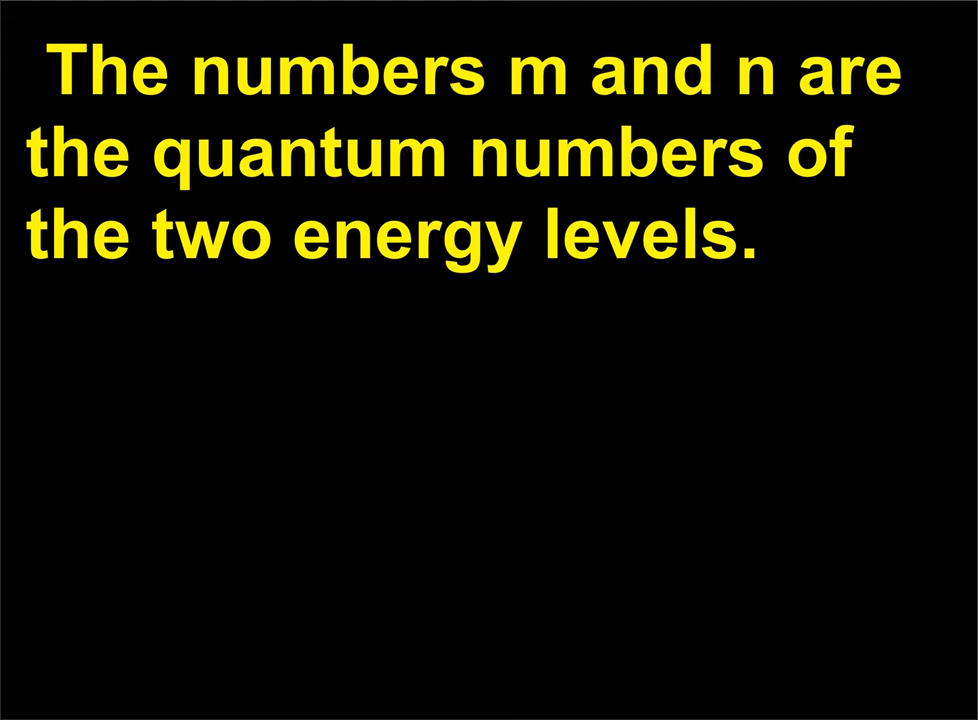 The numbers m and n are
the quantum numbers of
the two energy levels.